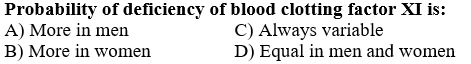 Probability of deficiency of blood clotting factor XI is:
A) More in men C) Always variable
B) More in women D) Equal in men and women